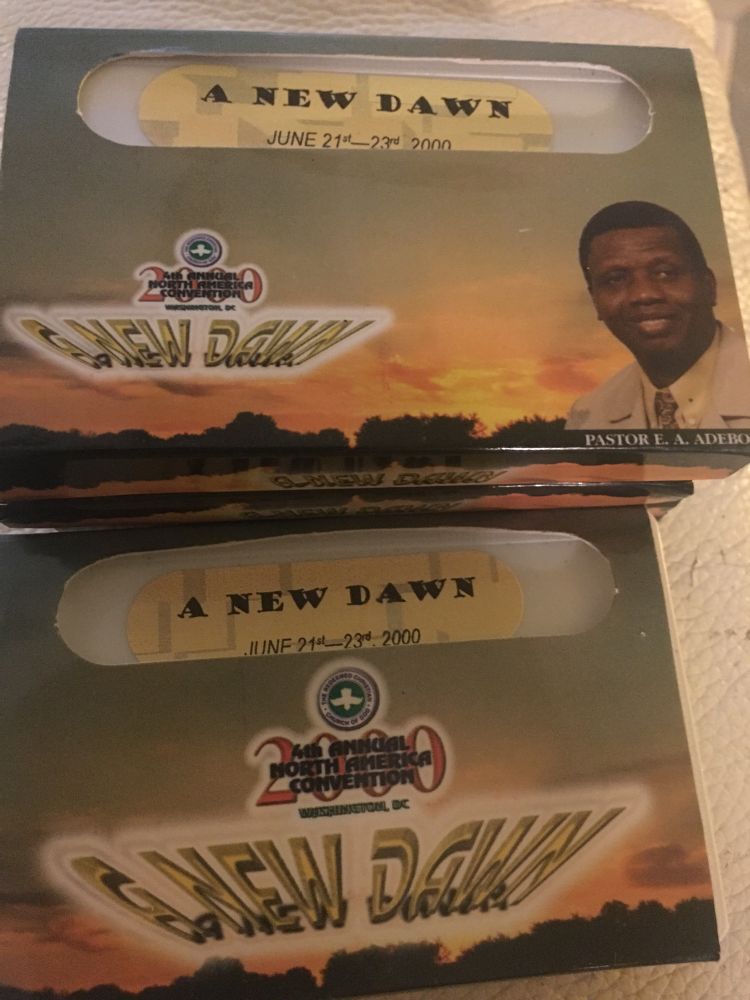 A NEW DAWN
JUNE 21st—23rd, 2000
2000
4th ANNUAL
NORTH AMERICA
CONVENTION
WASHINGTON, DC
A NEW DAWN
PASTOR E. A. ADEBO
A NEW DAWN
A NEW DAWN
A NEW DAWN
JUNE 21st—23rd, 2000
THE REDEEMED CHRISTIAN
CHURCH OF GOD
2000
4th ANNUAL
NORTH AMERICA
CONVENTION
WASHINGTON, DC
A NEW DAWN